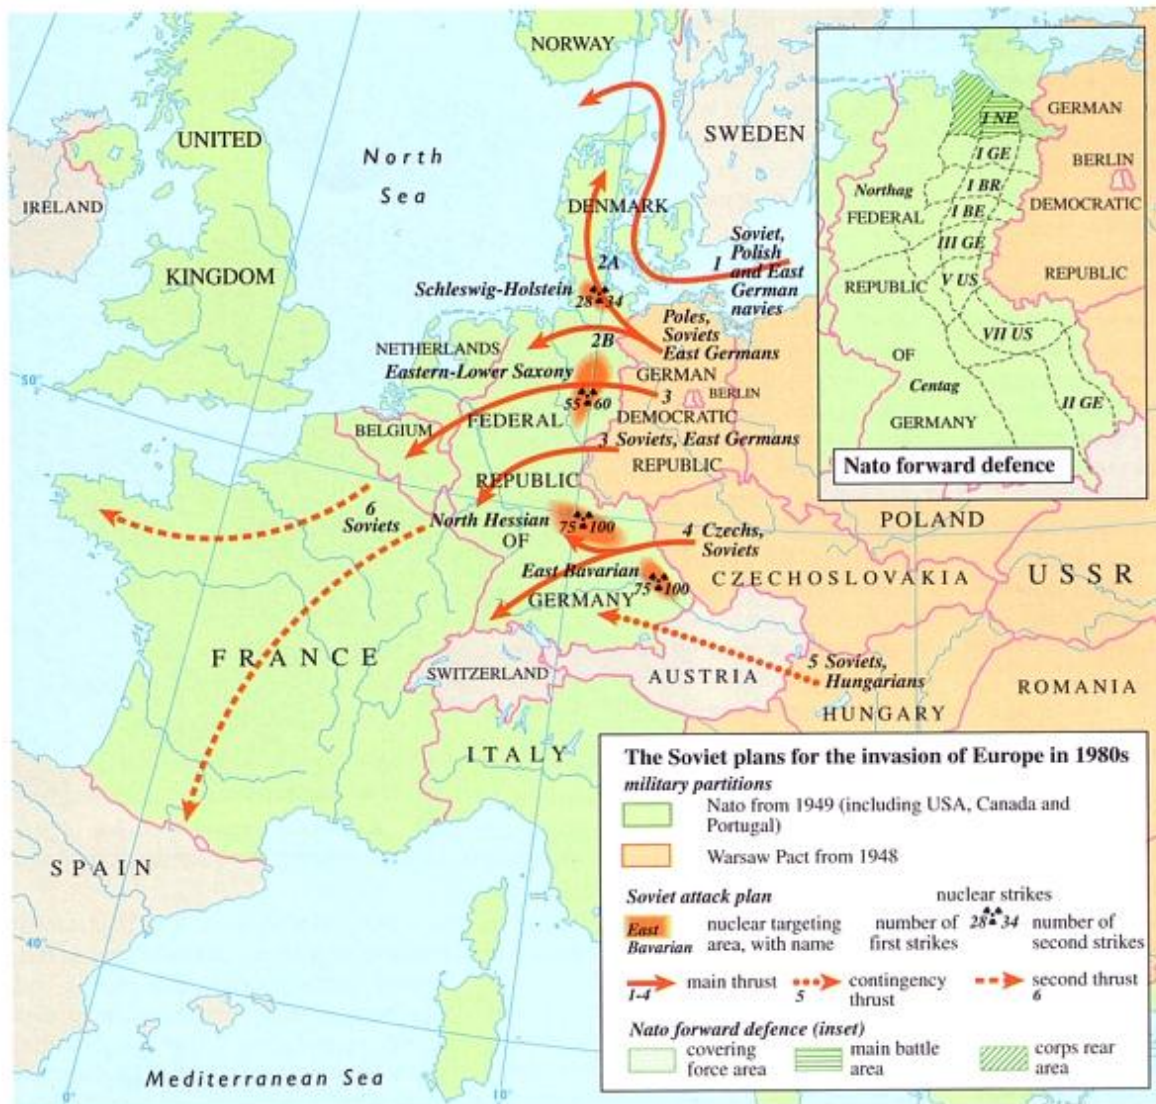 NORWAY
UNITED
KINGDOM
IRELAND
North
Sea
SWEDEN
DENMARK
1
Soviet,
Polish
and East
German
navies
2A
Schleswig-Holstein
28 34
Poles,
Soviets
East Germans
2B
NETHERLANDS
Eastern-Lower Saxony
GERMAN
BERLIN
3
55 60
DEMOCRATIC
BELGIUM
FEDERAL
3 Soviets, East Germans
REPUBLIC
REPUBLIC
50°
6
Soviets
North Hessian
75 100
OF
4 Czechs,
Soviets
POLAND
East Bavarian
75 100
GERMANY
CZECHOSLOVAKIA
USSR
FRANCE
SWITZERLAND
AUSTRIA
5 Soviets,
Hungarians
HUNGARY
ROMANIA
ITALY
SPAIN
40°
Mediterranean Sea
0°
10
GERMAN
I NE
I GE
BERLIN
Northag
I BR
FEDERAL
I BE
DEMOCRATIC
III GE
REPUBLIC
V US
REPUBLIC
VII US
OF
Centag
II GE
GERMANY
Nato forward defence
The Soviet plans for the invasion of Europe in 1980s
military partitions
Nato from 1949 (including USA, Canada and
Portugal)
Warsaw Pact from 1948
Soviet attack plan
nuclear strikes
East
Bavarian
nuclear targeting
area, with name
number of
first strikes
28 34
number of
second strikes
1-4
main thrust
5
contingency
thrust
second thrust
6
Nato forward defence (inset)
covering
force area
main battle
area
corps rear
area